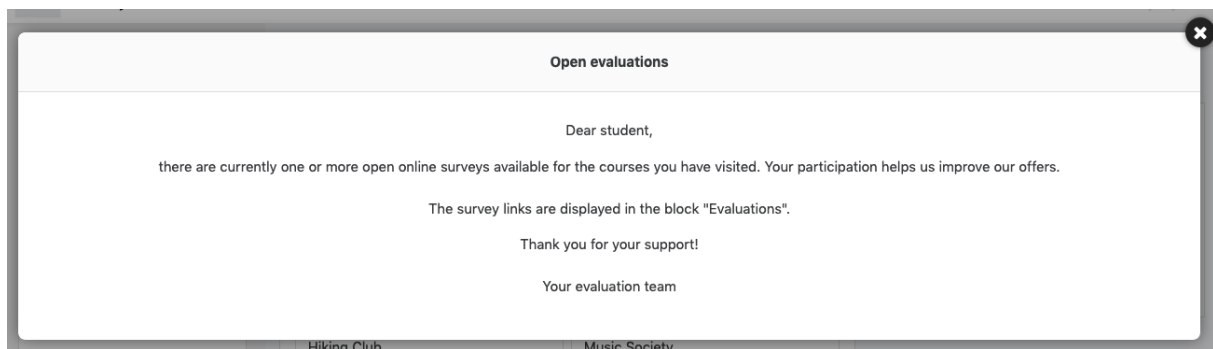 Open evaluations
Dear student,
there are currently one or more open online surveys available for the courses you have visited. Your participation helps us improve our offers.
The survey links are displayed in the block "Evaluations".
Thank you for your support!
Your evaluation team
Hiking Club
Music Society